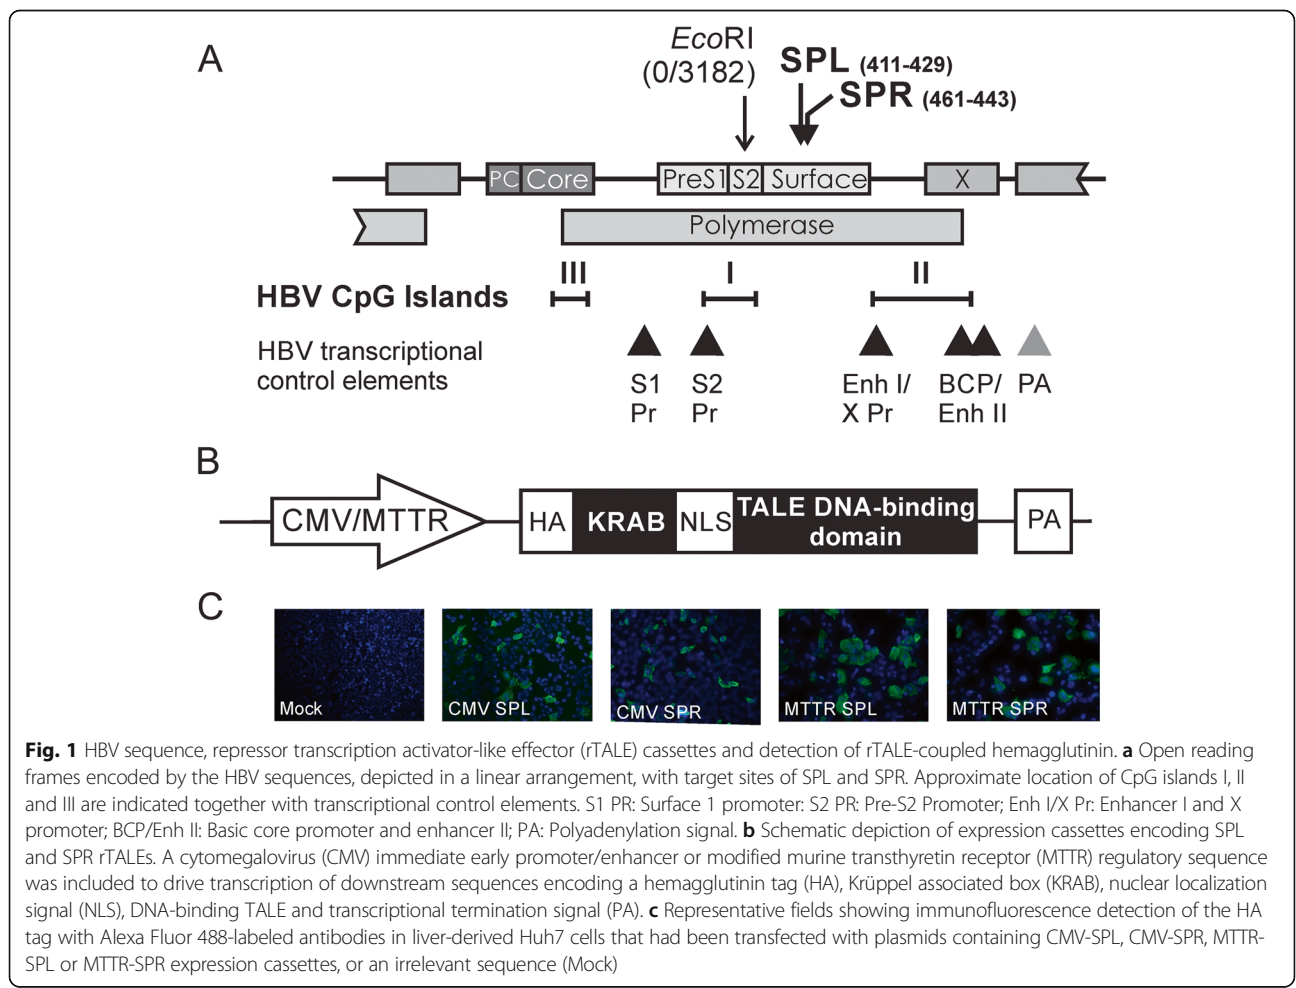 A
EcoRI
(0/3182)
SPL (411-429)
SPR (461-443)
PC Core PreS1 S2 Surface X
Polymerase
III I II
HBV CpG Islands
HBV transcriptional
control elements
S1 S2 Enh I/ BCP/ PA
Pr Pr X Pr Enh II
B
CMV/MTTR HA KRAB NLS TALE DNA-binding
domain PA
C
Mock CMV SPL CMV SPR MTTR SPL MTTR SPR
Fig. 1 HBV sequence, repressor transcription activator-like effector (rTALE) cassettes and detection of rTALE-coupled hemagglutinin. a Open reading
frames encoded by the HBV sequences, depicted in a linear arrangement, with target sites of SPL and SPR. Approximate location of CpG islands I, II
and III are indicated together with transcriptional control elements. S1 PR: Surface 1 promoter: S2 PR: Pre-S2 Promoter; Enh I/X Pr: Enhancer I and X
promoter; BCP/Enh II: Basic core promoter and enhancer II; PA: Polyadenylation signal. b Schematic depiction of expression cassettes encoding SPL
and SPR rTALEs. A cytomegalovirus (CMV) immediate early promoter/enhancer or modified murine transthyretin receptor (MTTR) regulatory sequence
was included to drive transcription of downstream sequences encoding a hemagglutinin tag (HA), Krüppel associated box (KRAB), nuclear localization
signal (NLS), DNA-binding TALE and transcriptional termination signal (PA). c Representative fields showing immunofluorescence detection of the HA
tag with Alexa Fluor 488-labeled antibodies in liver-derived Huh7 cells that had been transfected with plasmids containing CMV-SPL, CMV-SPR, MTTR-
SPL or MTTR-SPR expression cassettes, or an irrelevant sequence (Mock)